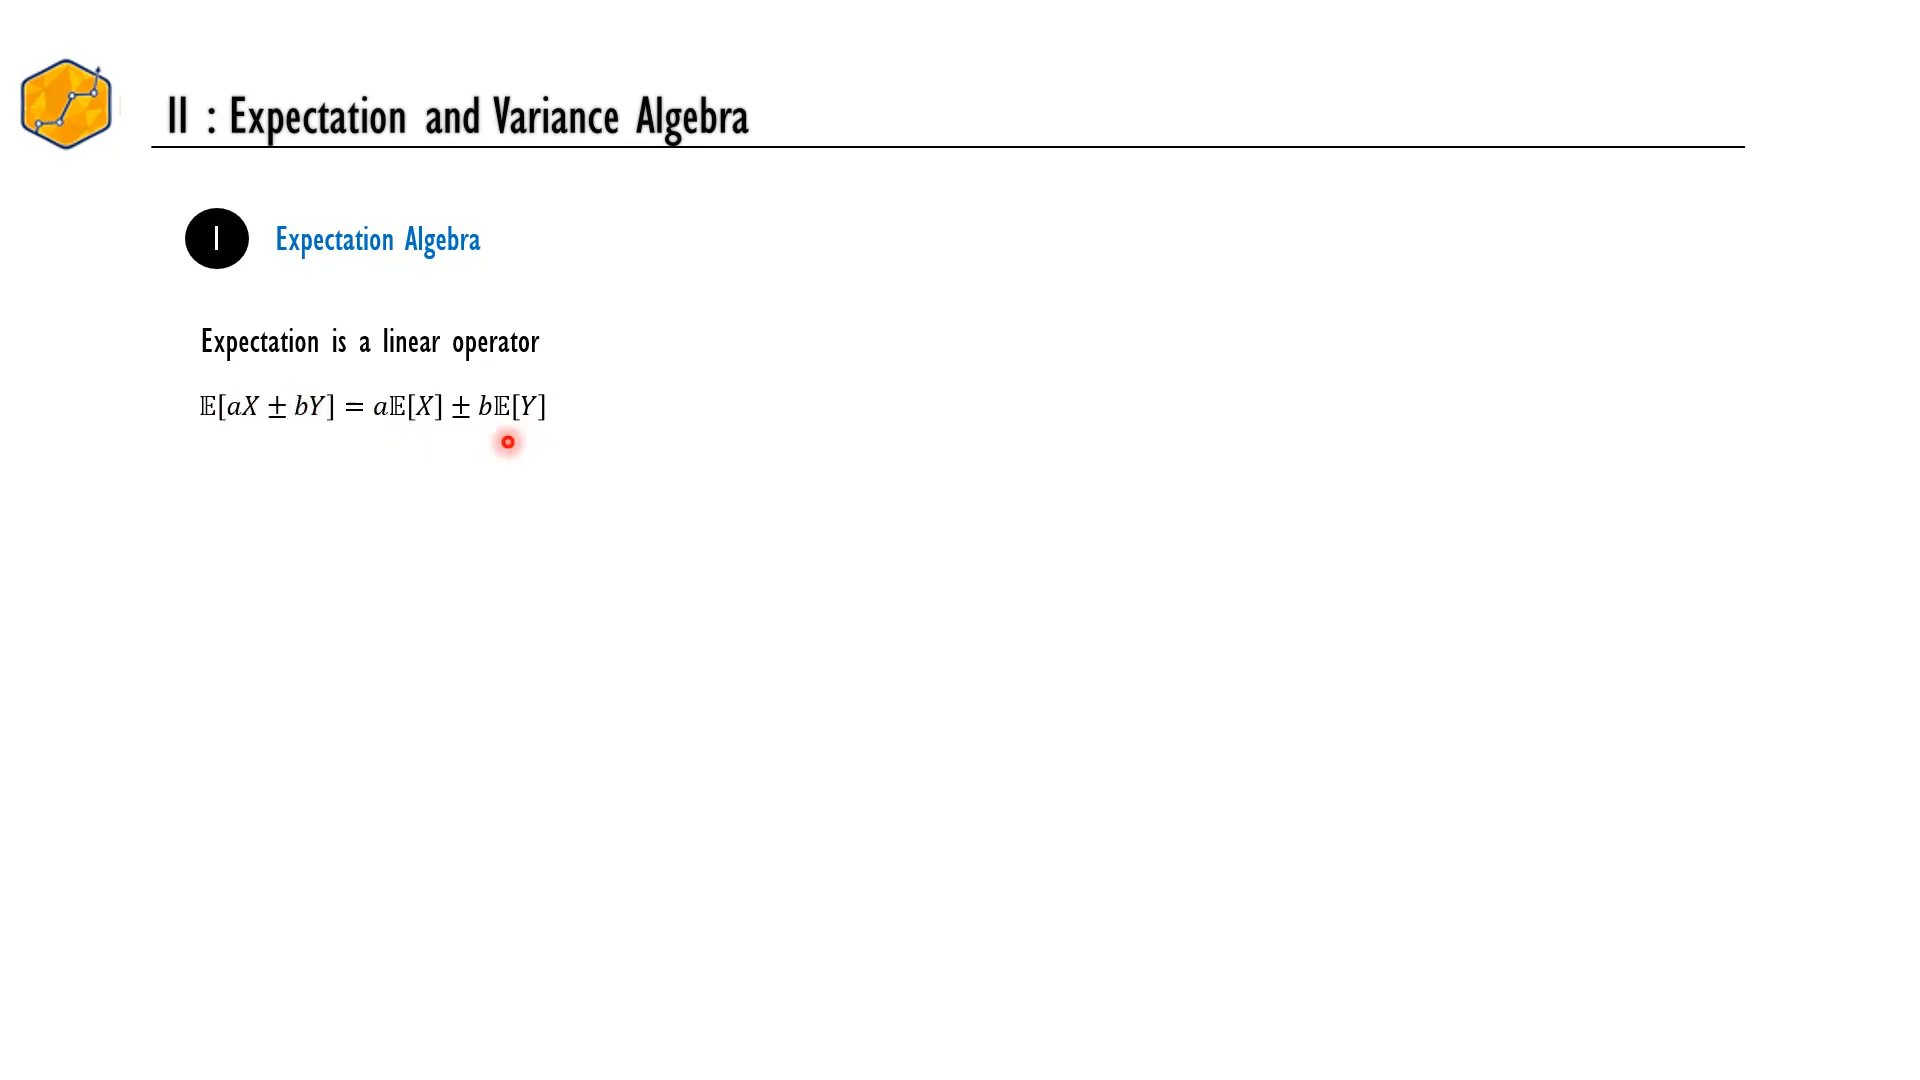 II : Expectation and Variance Algebra
I
Expectation Algebra
Expectation is a linear operator
𝔼[𝑎𝑋 ± 𝑏𝑌] = 𝑎𝔼[𝑋] ± 𝑏𝔼[𝑌]